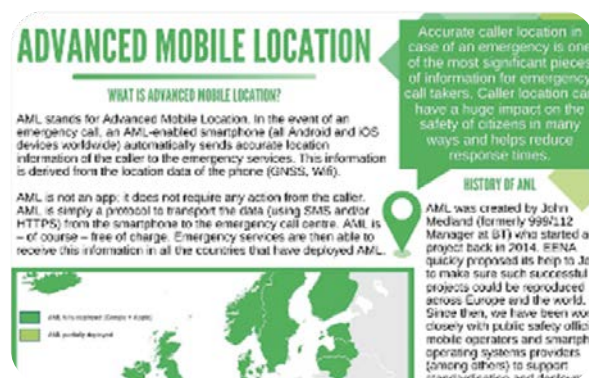 ADVANCED MOBILE LOCATION
WHAT IS ADVANCED MOBILE LOCATION?
AML stands for Advanced Mobile Location. In the event of an
emergency call, an AML-enabled smartphone (all Android and iOS
devices worldwide) automatically sends accurate location
information of the caller to the emergency services. This information
is derived from the location data of the phone (GNSS, Wifi).
AML is not an app; it does not require any action from the caller.
AML is simply a protocol to transport the data (using SMS and/or
HTTPS) from the smartphone to the emergency call centre. AML is
– of course – free of charge. Emergency services are then able to
receive this information in all the countries that have deployed AML.
Accurate caller location in
case of an emergency is one
of the most significant pieces
of information for emergency
call takers. Caller location can
have a huge impact on the
safety of citizens in many
ways and helps reduce
response times.
HISTORY OF AML
AML was created by John
Medland (formerly 999/112
Manager at BT) who started a
project back in 2014. EENA
quickly proposed its help to
to make sure such successful
projects could be reproduced
across Europe and the world.
Since then, we have been
closely with public safety
mobile operators and
operating systems providers
(among others) to support
AML partially deployed